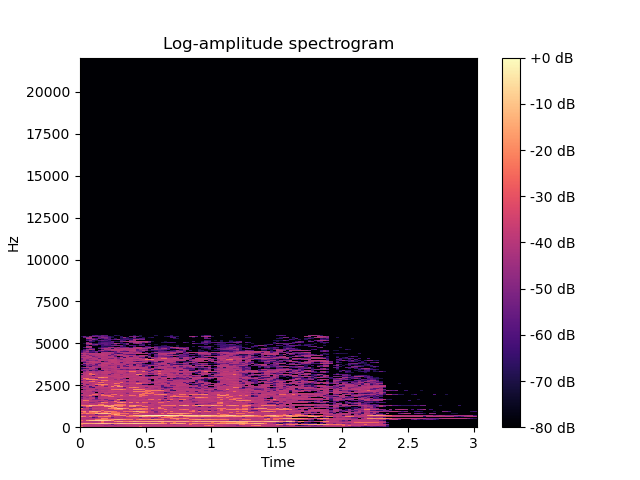 Log-amplitude spectrogram
Hz
20000
17500
15000
12500
10000
7500
5000
2500
0
0 0.5 1 1.5 2 2.5 3
Time
+0 dB
-10 dB
-20 dB
-30 dB
-40 dB
-50 dB
-60 dB
-70 dB
-80 dB